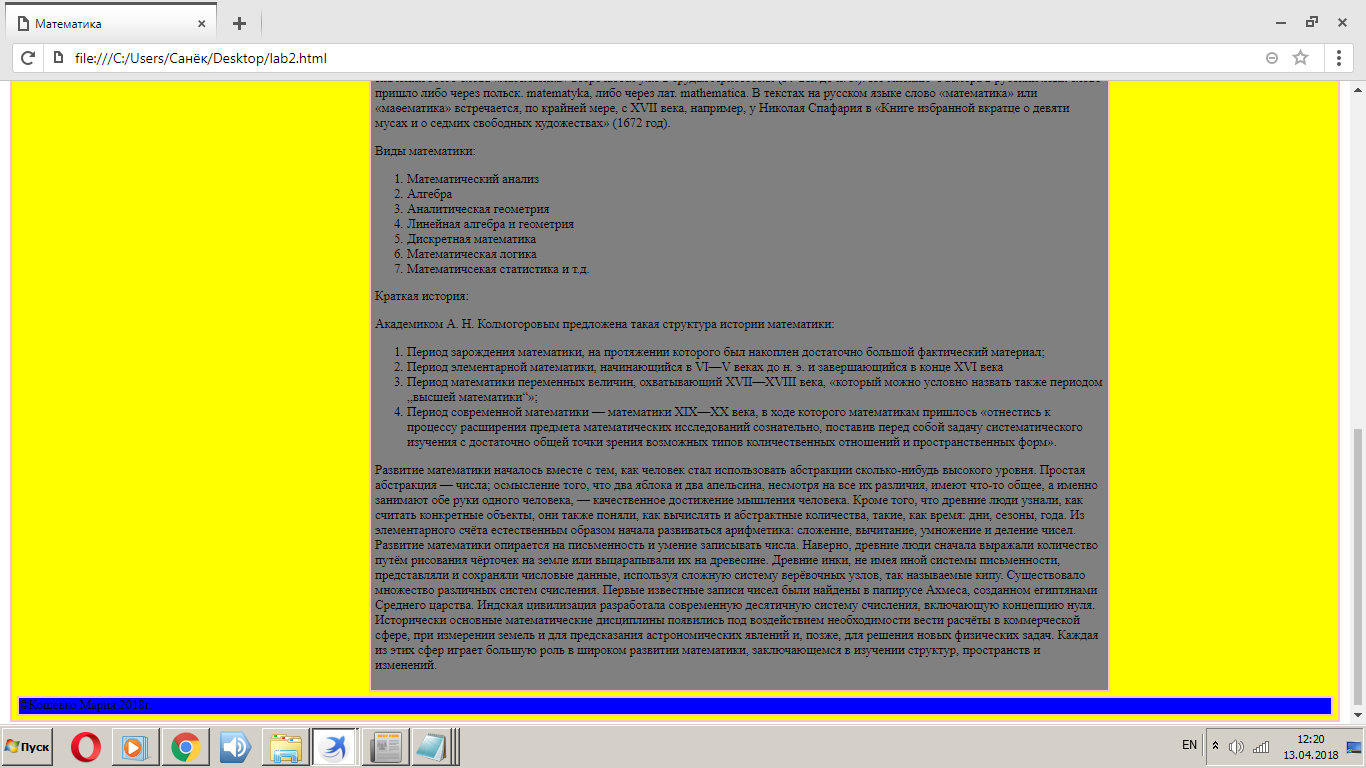 Математика
file:///C:/Users/Санёк/Desktop/lab2.html
пришло либо через польск. matematyka, либо через лат. mathematica. В текстах на русском языке слово «математика» или
«маѳематика» встречается, по крайней мере, с XVII века, например, у Николая Спафария в «Книге избранной вкратце о девяти
мусах и о седмих свободных художествах» (1672 год).
Виды математики:
1. Математический анализ
2. Алгебра
3. Аналитическая геометрия
4. Линейная алгебра и геометрия
5. Дискретная математика
6. Математическая логика
7. Математичсекая статистика и т.д.
Краткая история:
Академиком А. Н. Колмогоровым предложена такая структура истории математики:
1. Период зарождения математики, на протяжении которого был накоплен достаточно большой фактический материал;
2. Период элементарной математики, начинающийся в VI—V веках до н. э. и завершающийся в конце XVI века
3. Период математики переменных величин, охватывающий XVII—XVIII века, «который можно условно назвать также периодом
„высшей математики“»;
4. Период современной математики — математики XIX—XX века, в ходе которого математикам пришлось «отнестись к
процессу расширения предмета математических исследований сознательно, поставив перед собой задачу систематического
изучения с достаточно общей точки зрения возможных типов количественных отношений и пространственных форм».
Развитие математики началось вместе с тем, как человек стал использовать абстракции сколько-нибудь высокого уровня. Простая
абстракция — числа; осмысление того, что два яблока и два апельсина, несмотря на все их различия, имеют что-то общее, а именно
занимают обе руки одного человека, — качественное достижение мышления человека. Кроме того, что древние люди узнали, как
считать конкретные объекты, они также поняли, как вычислять и абстрактные количества, такие, как время: дни, сезоны, года. Из
элементарного счёта естественным образом начала развиваться арифметика: сложение, вычитание, умножение и деление чисел.
Развитие математики опирается на письменность и умение записывать числа. Наверно, древние люди сначала выражали количество
путём рисования чёрточек на земле или выцарапывали их на древесине. Древние инки, не имея иной системы письменности,
представляли и сохраняли числовые данные, используя сложную систему верёвочных узлов, так называемые кипу. Существовало
множество различных систем счисления. Первые известные записи чисел были найдены в папирусе Ахмеса, созданном египтянами
Среднего царства. Индская цивилизация разработала современную десятичную систему счисления, включающую концепцию нуля.
Исторически основные математические дисциплины появились под воздействием необходимости вести расчёты в коммерческой
сфере, при измерении земель и для предсказания астрономических явлений и, позже, для решения новых физических задач. Каждая
из этих сфер играет большую роль в широком развитии математики, заключающемся в изучении структур, пространств и
изменений.
Мария 2018г.
Пуск
EN
12:20
13.04.2018